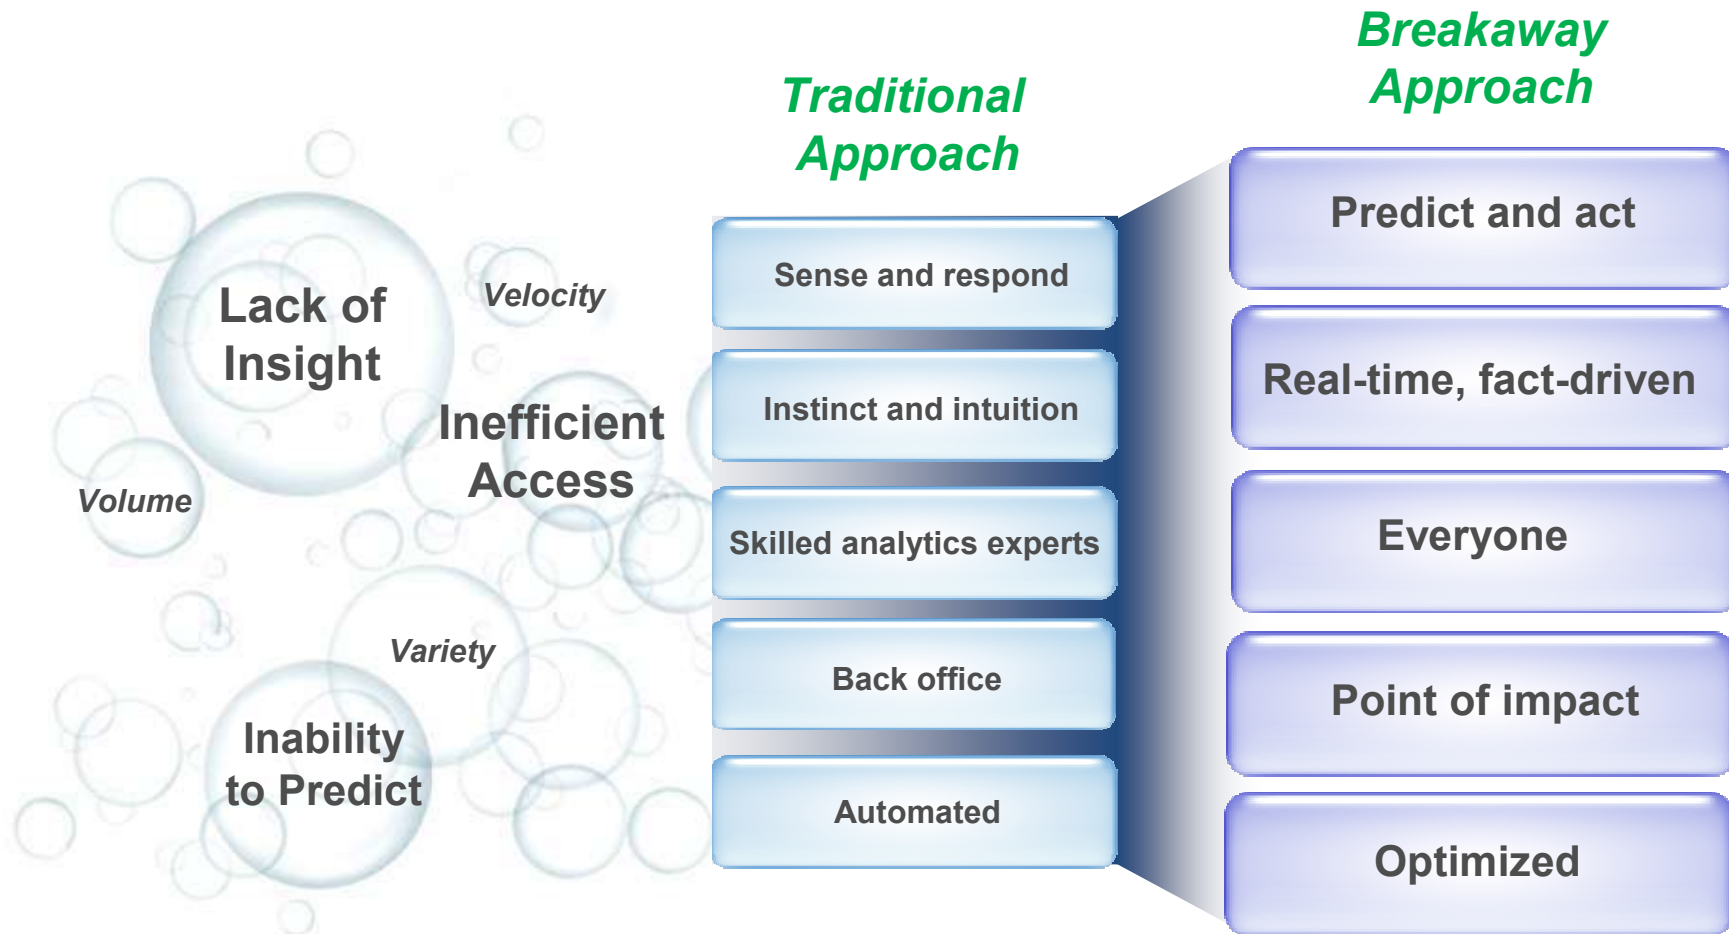 Breakaway
Approach
Traditional
Approach
Lack of
Insight
Velocity
Inefficient
Access
Volume
Variety
Inability
to Predict
Sense and respond
Instinct and intuition
Skilled analytics experts
Back office
Automated
Predict and act
Real-time, fact-driven
Everyone
Point of impact
Optimized